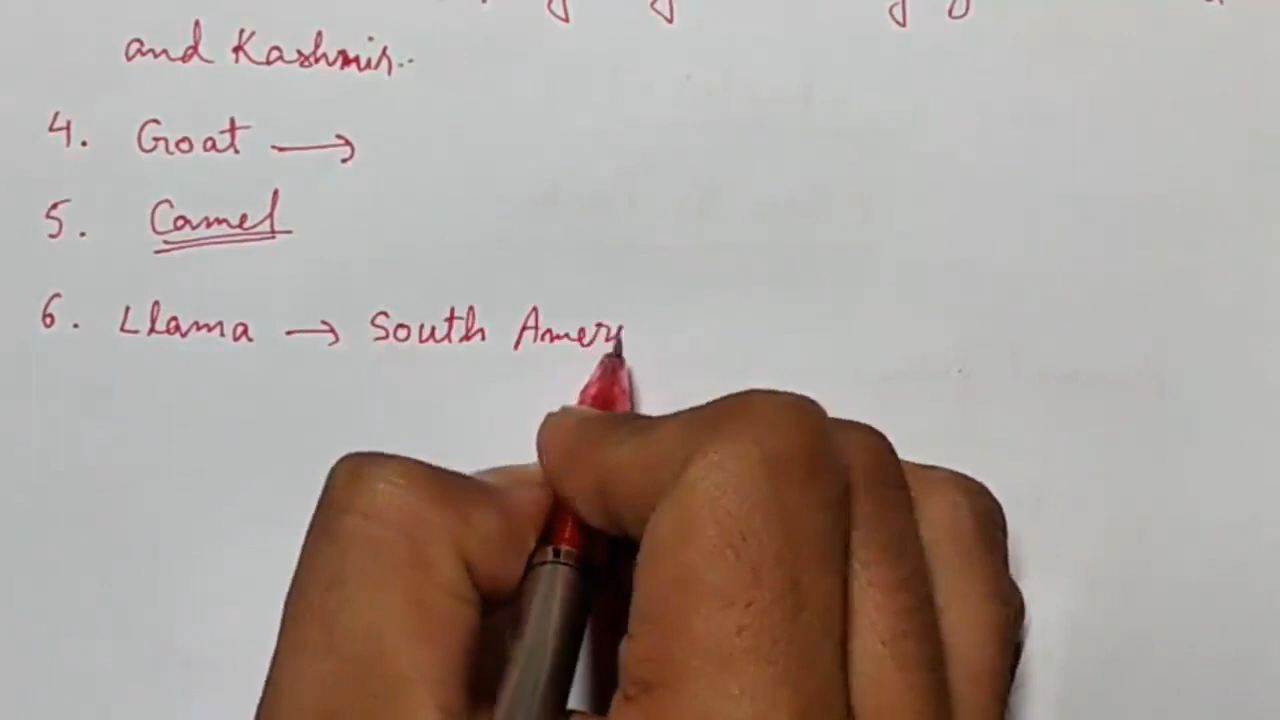 and Kashmir..
4. Goat →
5. Camel
6. Llama → South Amer